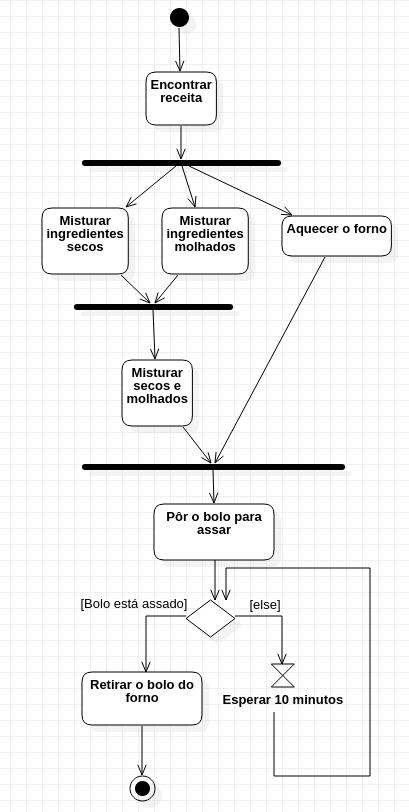 Encontrar
receita
Misturar
ingredientes
secos
Misturar
ingredientes
molhados
Aquecer o forno
Misturar
secos e
molhados
Pôr o bolo para
assar
[Bolo está assado]
[else]
Retirar o bolo do
forno
Esperar 10 minutos